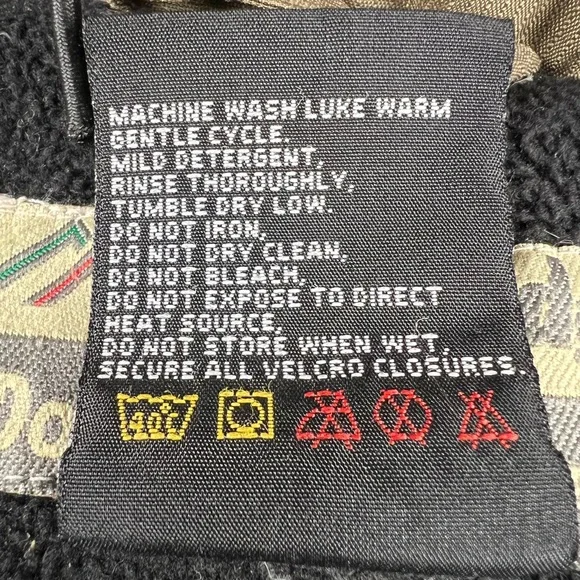 MACHINE WASH LUKE WARM
GENTLE CYCLE,
MILD DETERGENT,
RINSE THOROUGHLY,
TUMBLE DRY LOW.
DO NOT IRON,
DO NOT DRY CLEAN,
DO NOT BLEACH,
DO NOT EXPOSE TO DIRECT
HEAT SOURCE,
DO NOT STORE WHEN WET,
SECURE ALL VELCRO CLOSURES.
40°
Do